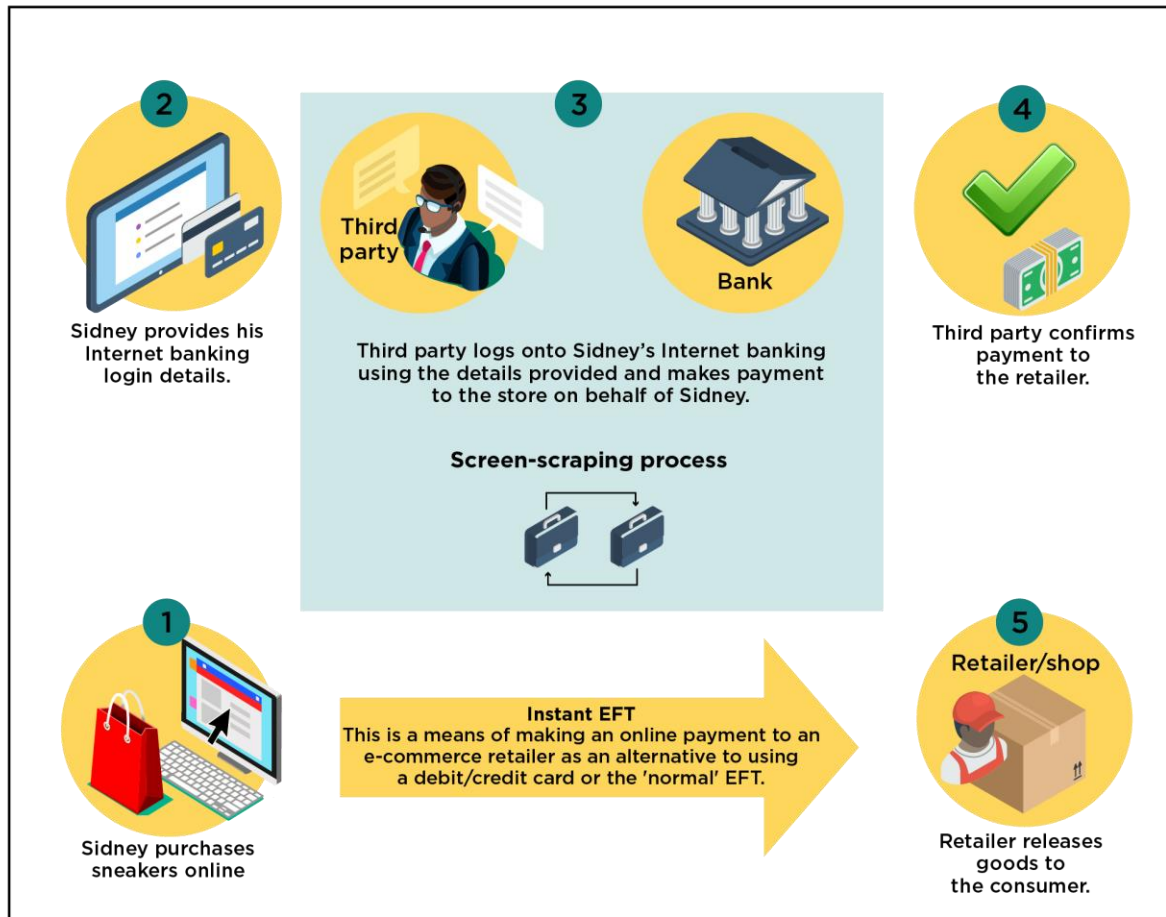 2
Sidney provides his
Internet banking
login details.
3
Third
party
Bank
Third party logs onto Sidney's Internet banking
using the details provided and makes payment
to the store on behalf of Sidney.
Screen-scraping process
4
Third party confirms
payment to
the retailer.
1
Sidney purchases
sneakers online
Instant EFT
This is a means of making an online payment to an
e-commerce retailer as an alternative to using
a debit/credit card or the 'normal' EFT.
5
Retailer/shop
Retailer releases
goods to
the consumer.